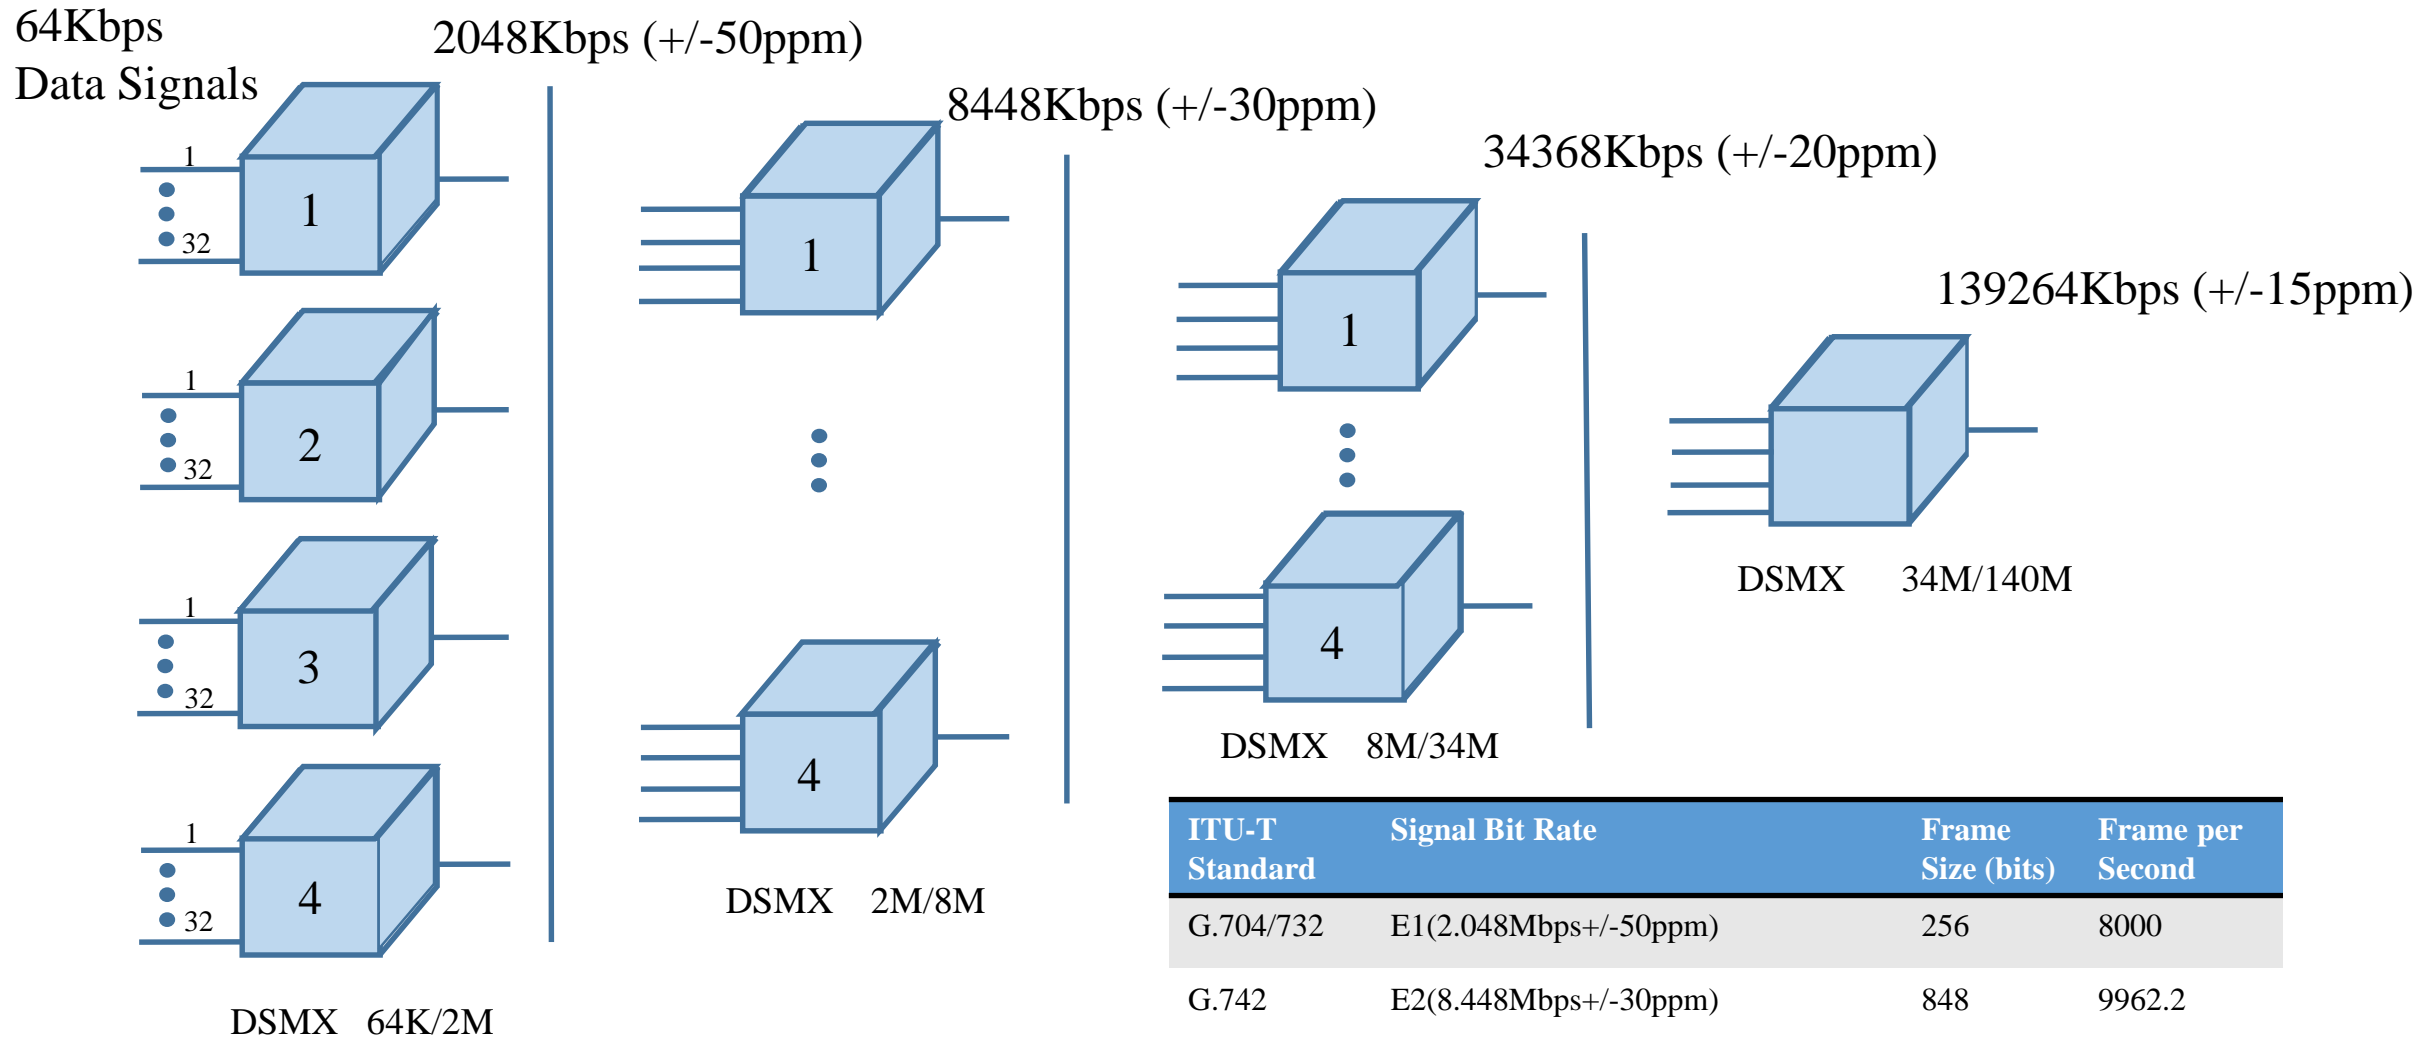 64Kbps
Data Signals
2048Kbps (+/-50ppm)
8448Kbps (+/-30ppm)
34368Kbps (+/-20ppm)
139264Kbps (+/-15ppm)
1
32
1
1
32
2
1
32
3
1
32
4
DSMX 64K/2M
1
4
DSMX 2M/8M
1
4
DSMX 8M/34M
DSMX 34M/140M
ITU-T Standard Signal Bit Rate Frame Size (bits) Frame per Second
G.704/732 E1(2.048Mbps+/-50ppm) 256 8000
G.742 E2(8.448Mbps+/-30ppm) 848 9962.2